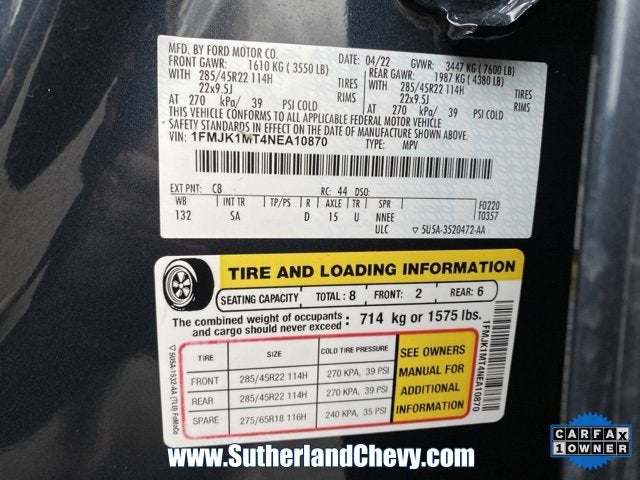 MFD. BY FORD MOTOR CO.
04/22 GVWR: 3447 KG (7600 LB)
FRONT GAWR: 1610 KG (3550 LB) REAR GAWR: 1987 KG (4380 LB)
WITH 285/45R22 114H TIRES WITH 285/45R22 114H TIRES
22x9.5J RIMS 22x9.5J RIMS
AT 270 kPa/ 39 PSI COLD AT 270 kPa/ 39 PSI COLD
THIS VEHICLE CONFORMS TO ALL APPLICABLE FEDERAL MOTOR VEHICLE
SAFETY STANDARDS IN EFFECT ON THE DATE OF MANUFACTURE SHOWN ABOVE.
VIN: 1FMJK1MT4NEA10870 TYPE: MPV
EXT PNT: C8 RC: 44 DSO:
WB INT TR TP/PS R AXLE TR SPR F0220
132 SA D 15 U NNEE T0357
ULC 5U5A-3520472-AA
TIRE AND LOADING INFORMATION
SEATING CAPACITY TOTAL: 8 FRONT: 2 REAR: 6
The combined weight of occupants and cargo should never exceed: 714 kg or 1575 lbs.
TIRE SIZE COLD TIRE PRESSURE
FRONT 285/45R22 114H 270 KPA, 39 PSI
REAR 285/45R22 114H 270 KPA, 39 PSI
SPARE 275/65R18 116H 240 KPA, 35 PSI
SEE OWNERS
MANUAL FOR
ADDITIONAL
INFORMATION
5U5A-1532-AA (TLU) FoMoCo
1FMJK1MT4NEA10870
www.SutherlandChevy.com
CARFAX
1 OWNER